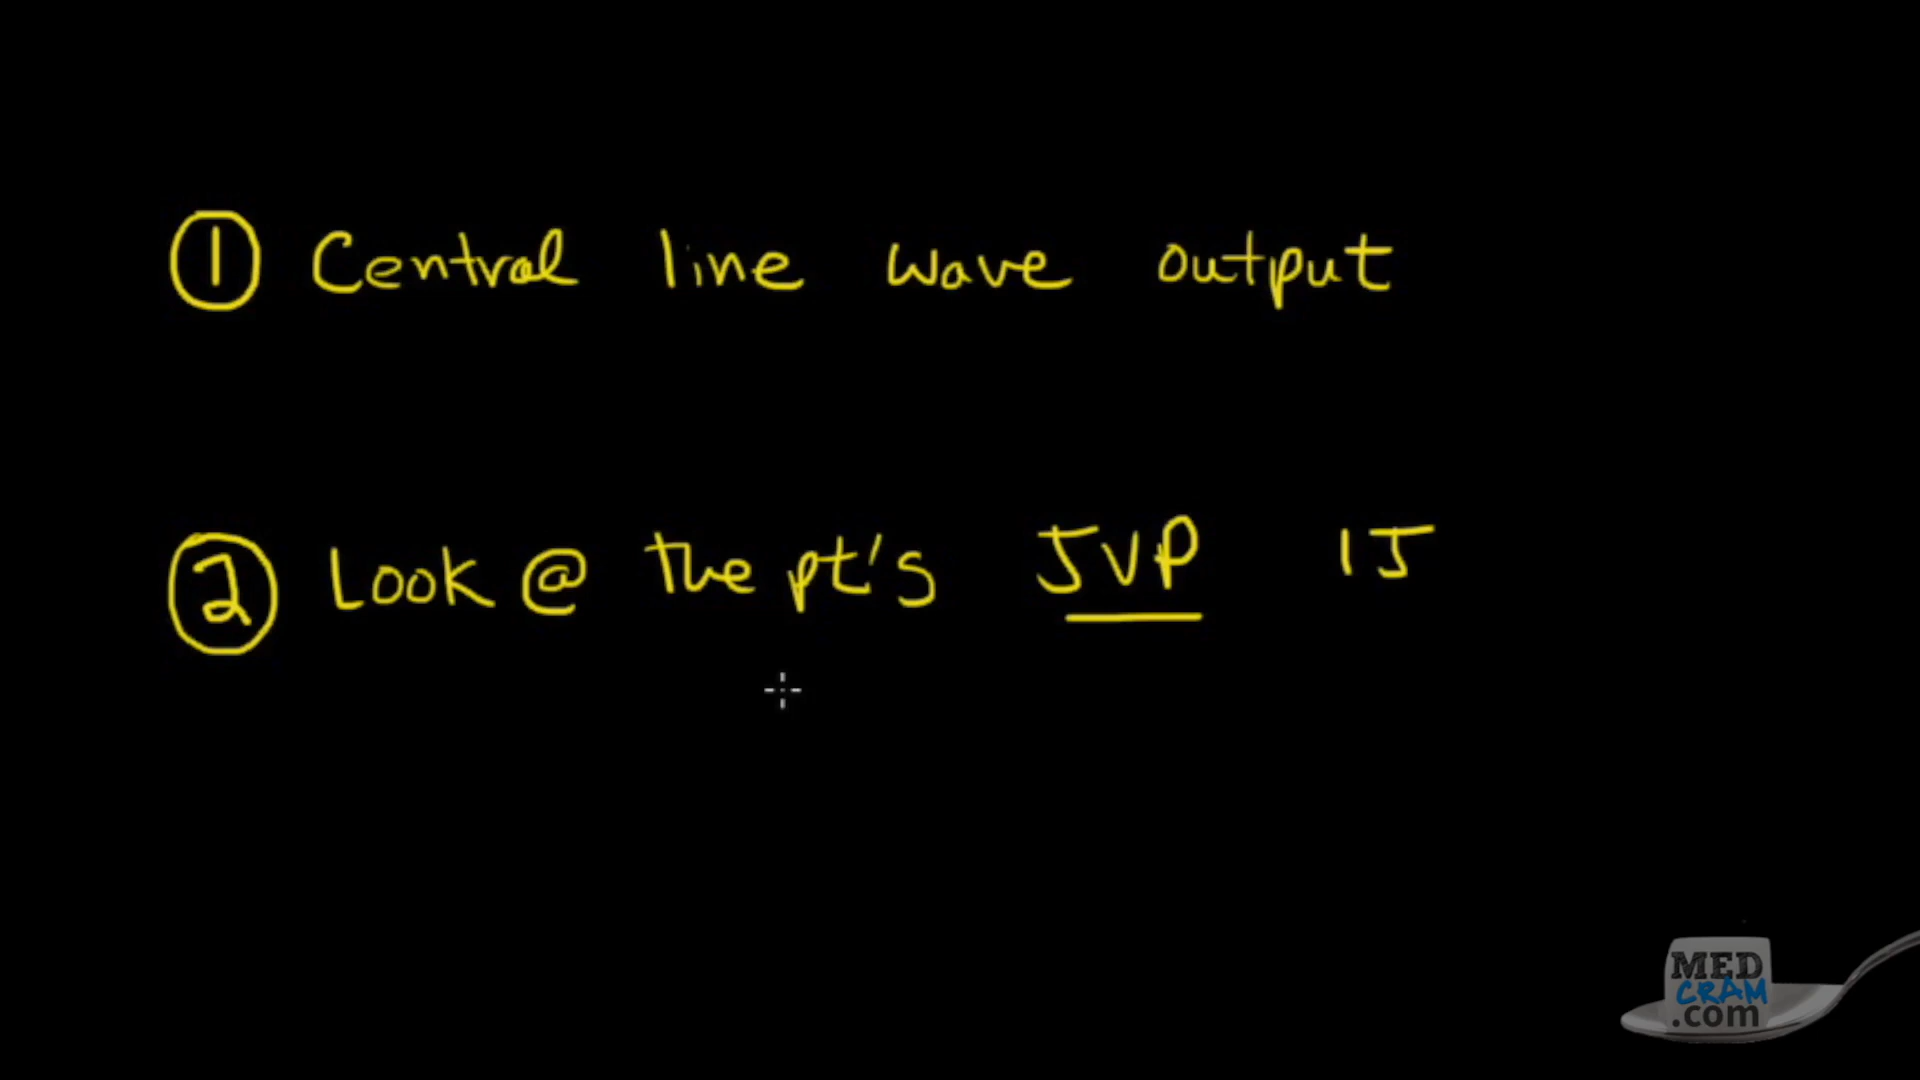 ① Central line wave output
② Look @ the pt's JVP IJ
MED
CRAM
.com